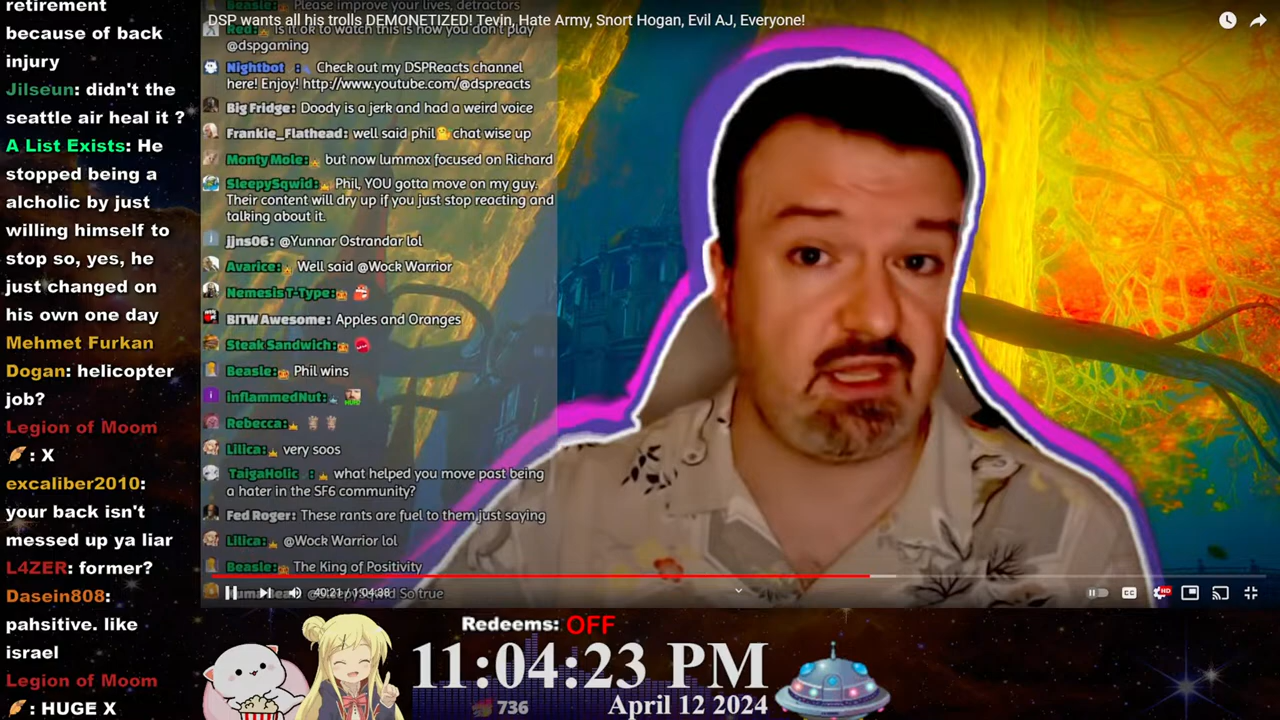 retirement
because of back
injury
Jilseun: didn't the
seattle air heal it ?
A List Exists: He
stopped being a
alcholic by just
willing himself to
stop so, yes, he
just changed on
his own one day
Mehmet Furkan
Dogan: helicopter
job?
Legion of Moom
: X
excaliber2010:
your back isn't
messed up ya liar
L4ZER: former?
Dasein808:
pahsitive. like
israel
Legion of Moom
: HUGE X
Beasle: Please improve your lives, detractors
DSP wants all his trolls DEMONETIZED! Tevin, Hate Army, Snort Hogan, Evil AJ, Everyone!
Red: is it ok to watch this is how you don't play
@dspgaming
Nightbot : Check out my DSPReacts channel
here! Enjoy! http://www.youtube.com/@dspreacts
Big Fridge: Doody is a jerk and had a weird voice
Frankie_Flathead: well said phil chat wise up
Monty Mole: but now lummox focused on Richard
SleepySqwid: Phil, YOU gotta move on my guy.
Their content will dry up if you just stop reacting and
talking about it.
jjns06: @Yunnar Ostrandar lol
Avarice: Well said @Wock Warrior
Nemesis T-Type:
BITW Awesome: Apples and Oranges
Steak Sandwich:
Beasle: Phil wins
InflammedNut:
Rebecca:
Lilica: very soos
TaigaHolic : what helped you move past being
a hater in the SF6 community?
Fed Roger: These rants are fuel to them just saying
Lilica: @Wock Warrior lol
Beasle: The King of Positivity
So true
40:21 / 1:04:38
CC
HD
Redeems: OFF
11:04:23 PM
736
April 12 2024